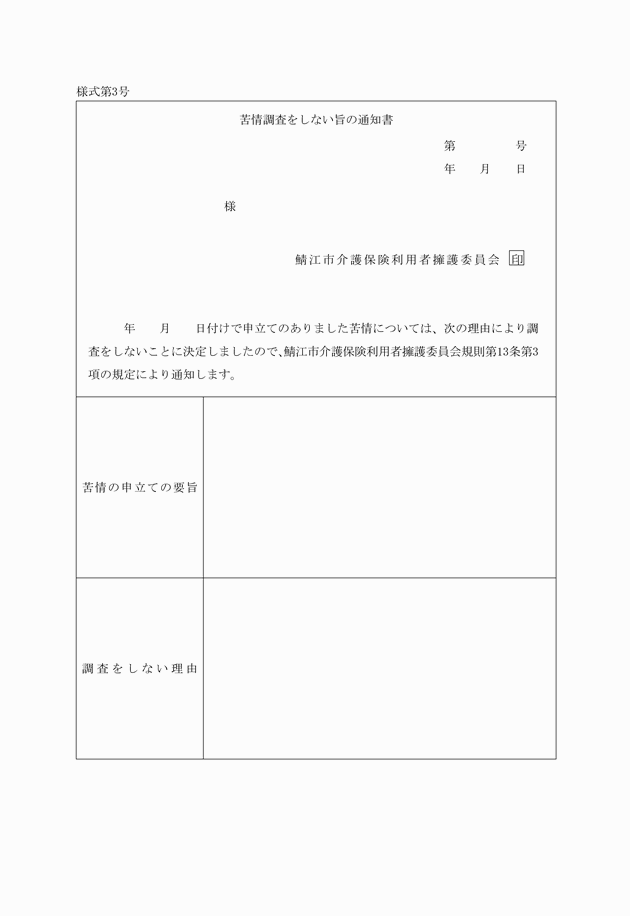 様式第3号
苦情調査をしない旨の通知書
第　　　　　号
年　　月　　日
様
鯖江市介護保険利用者擁護委員会 印
年　　月　　日付けで申立てのありました苦情については、次の理由により調
査をしないことに決定しましたので、鯖江市介護保険利用者擁護委員会規則第13条第3
項の規定により通知します。
苦情の申立ての要旨
調査をしない理由